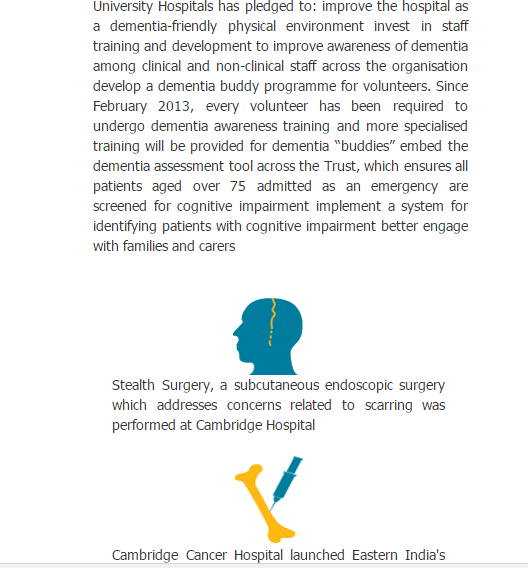 University Hospitals has pledged to: improve the hospital as
a dementia-friendly physical environment invest in staff
training and development to improve awareness of dementia
among clinical and non-clinical staff across the organisation
develop a dementia buddy programme for volunteers. Since
February 2013, every volunteer has been required to
undergo dementia awareness training and more specialised
training will be provided for dementia “buddies” embed the
dementia assessment tool across the Trust, which ensures all
patients aged over 75 admitted as an emergency are
screened for cognitive impairment implement a system for
identifying patients with cognitive impairment better engage
with families and carers
Stealth Surgery, a subcutaneous endoscopic surgery
which addresses concerns related to scarring was
performed at Cambridge Hospital
Cambridge Cancer Hospital launched Eastern India's